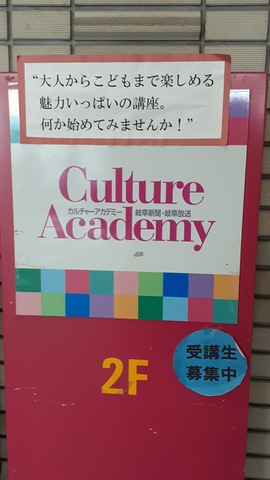 “大人からこどもまで楽しめる
魅力いっぱいの講座。
何か始めてみませんか！”
Culture
カルチャーアカデミー 岐阜新聞・岐阜放送
Academy
2F
受講生
募集中